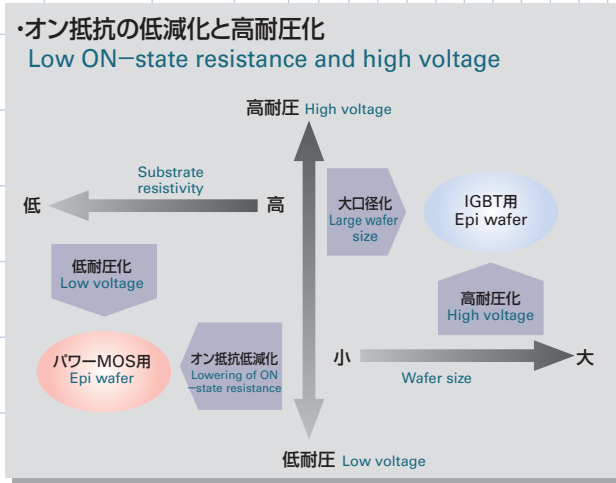 ・オン抵抗の低減化と高耐圧化
Low ON−state resistance and high voltage
高耐圧 High voltage
Substrate
resistivity
低
高
大口径化
Large wafer
size
IGBT用
Epi wafer
低耐圧化
Low voltage
高耐圧化
High voltage
パワーMOS用
Epi wafer
オン抵抗低減化
Lowering of ON
−state resistance
小
大
Wafer size
低耐圧 Low voltage